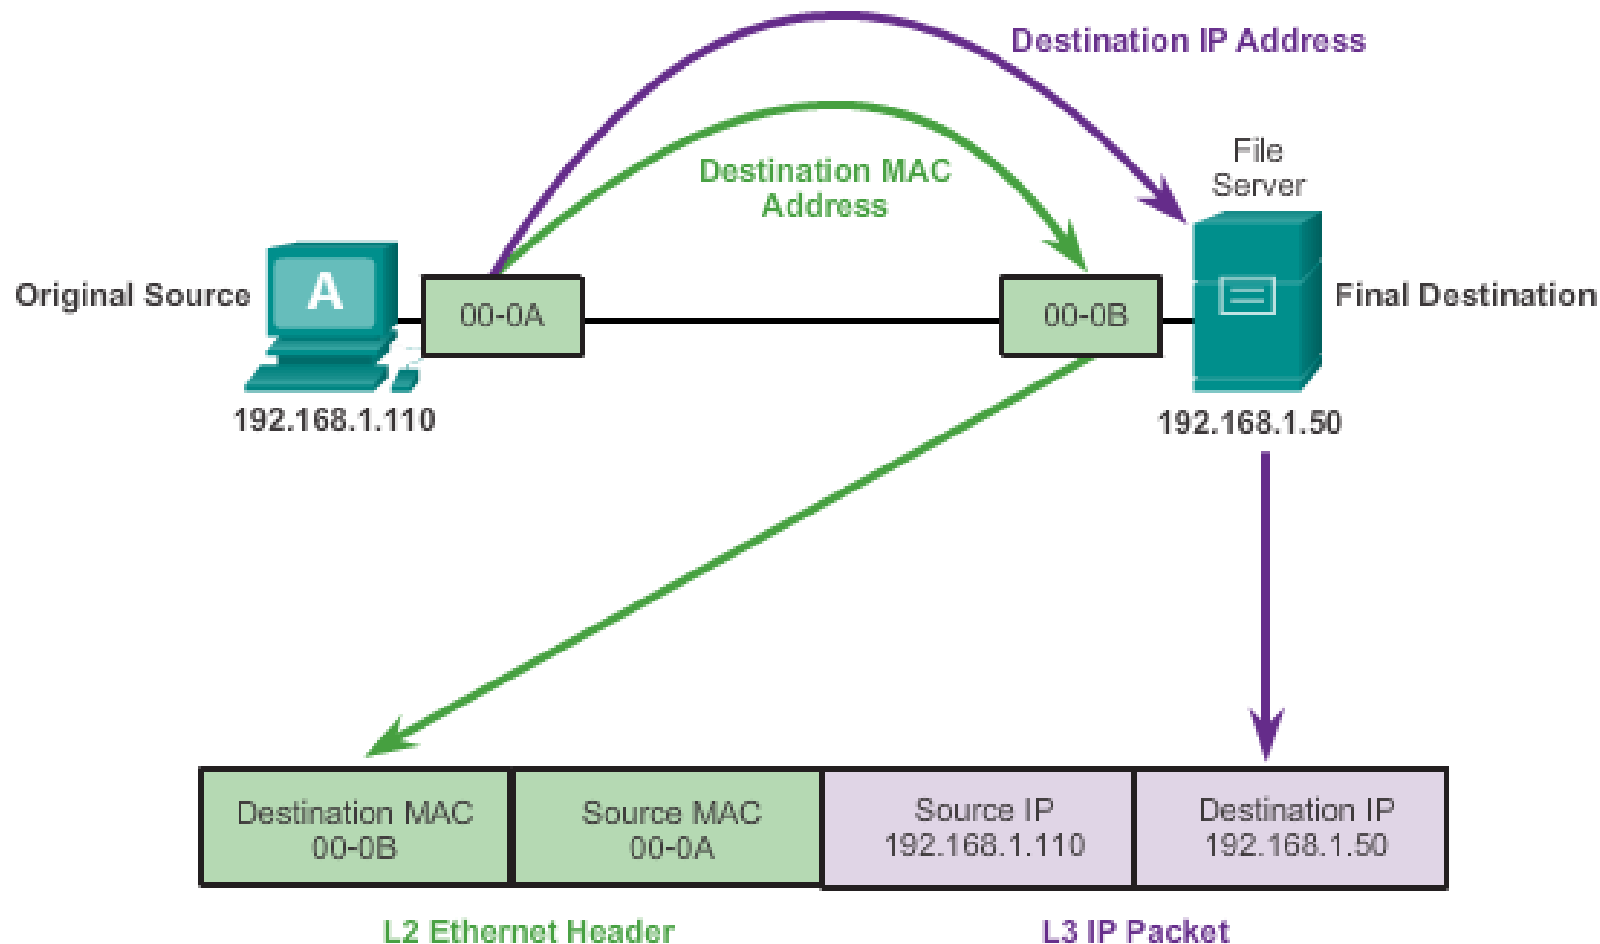 Destination IP Address
Destination MAC
Address
File
Server
Original Source
A
00-0A
00-0B
Final Destination
192.168.1.110
192.168.1.50
Destination MAC
00-0B
Source MAC
00-0A
Source IP
192.168.1.110
Destination IP
192.168.1.50
L2 Ethernet Header
L3 IP Packet